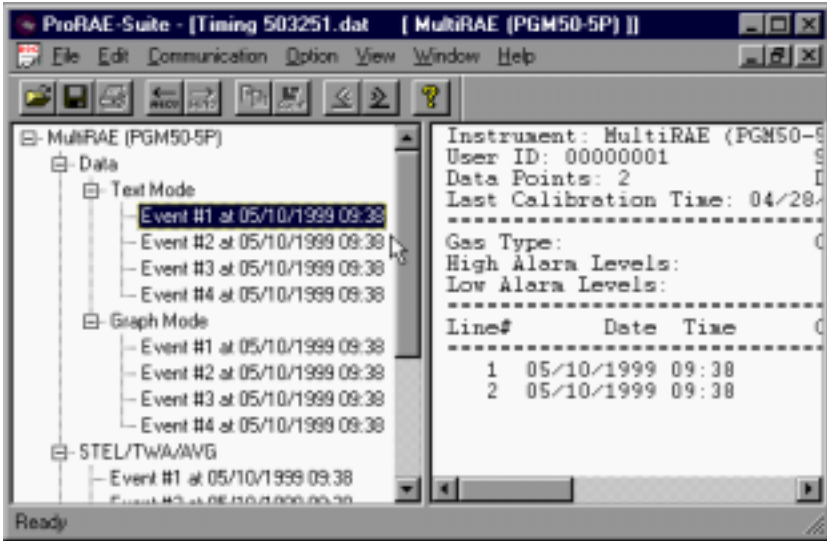 ProRAE-Suite - [Timing 503251.dat [ MultiRAE (PGM50-5P) ]]
File Edit Communication Option View Window Help
MultiRAE (PGM50-5P)
Data
Text Mode
Event #1 at 05/10/1999 09:38
Event #2 at 05/10/1999 09:38
Event #3 at 05/10/1999 09:38
Event #4 at 05/10/1999 09:38
Graph Mode
Event #1 at 05/10/1999 09:38
Event #2 at 05/10/1999 09:38
Event #3 at 05/10/1999 09:38
Event #4 at 05/10/1999 09:38
STEL/TWA/AVG
Event #1 at 05/10/1999 09:38
Instrument: MultiRAE (PGM50-5
User ID: 00000001
Data Points: 2
Last Calibration Time: 04/28/
Gas Type:
High Alarm Levels:
Low Alarm Levels:
Line# Date Time
1 05/10/1999 09:38
2 05/10/1999 09:38
Ready